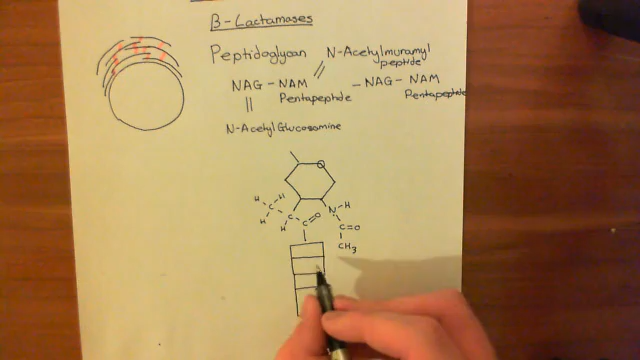 β-Lactamases
Peptidoglycan
N-Acetylmuramyl
peptide
NAG - NAM
- NAG - NAM
Pentapeptide
Pentapeptide
N-Acetyl Glucosamine
O
H
H
C
H
C
H
C
O
N-H
C=O
CH3